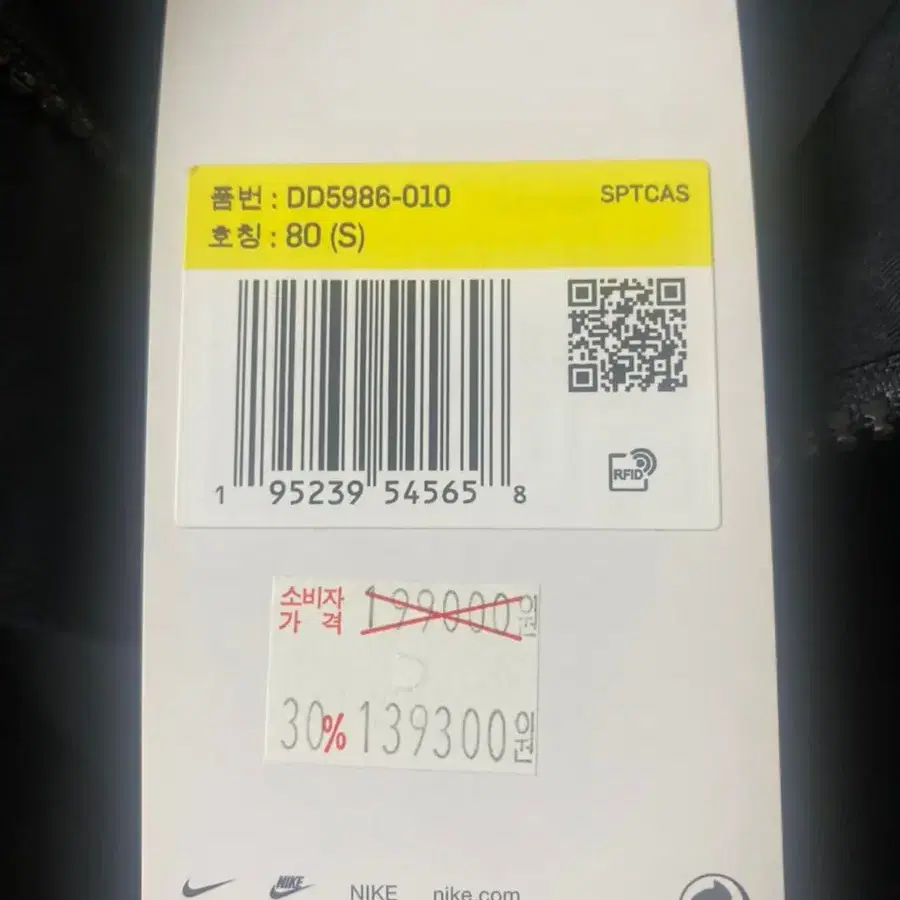 품번 : DD5986-010
SPTCAS
호칭 : 80 (S)
1 95239 54565 8
RFID
소비자
가 격
199000원
30% 139300원
NIKE
NIKE
nike.com